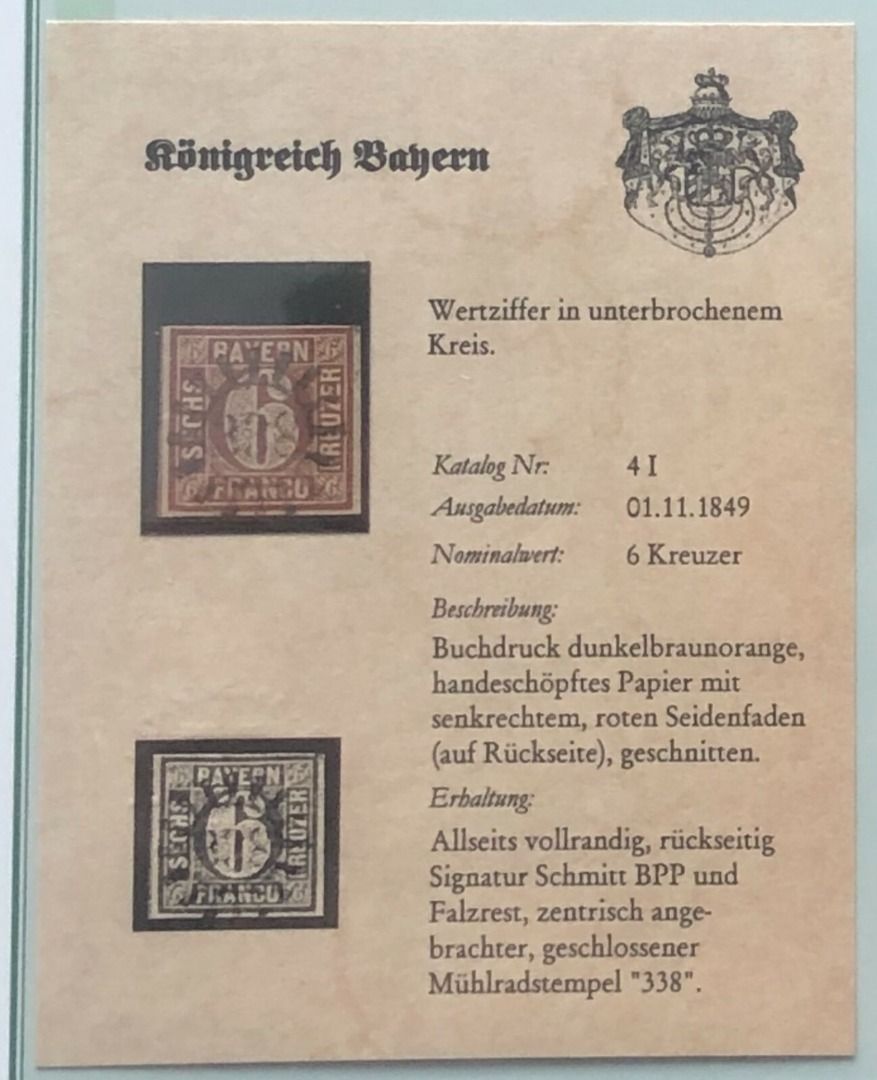 Königreich Bayern
BAYERN
SECHS
6
KREUZER
FRANCO
Wertziffer in unterbrochenem
Kreis.
Katalog Nr: 4 I
Ausgabedatum: 01.11.1849
Nominalwert: 6 Kreuzer
Beschreibung:
Buchdruck dunkelbraunorange,
handeschöpftes Papier mit
senkrechtem, roten Seidenfaden
(auf Rückseite), geschnitten.
Erhaltung:
Allseits vollrandig, rückseitig
Signatur Schmitt BPP und
Falzrest, zentrisch ange-
brachter, geschlossener
Mühlradstempel "338".
BAYERN
SECHS
6
KREUZER
FRANCO